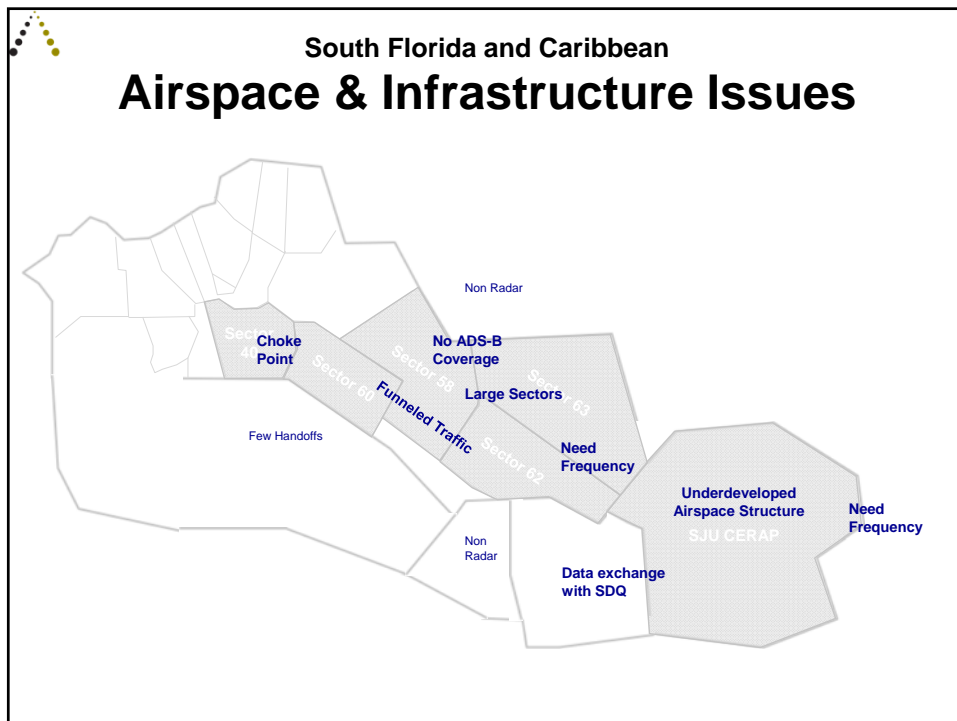 South Florida and Caribbean
Airspace & Infrastructure Issues
Non Radar
Sector
40
Choke
Point
No ADS-B
Coverage
Sector 58
Sector 60
Sector 63
Large Sectors
Funneled Traffic
Few Handoffs
Need
Frequency
Sector 62
Underdeveloped
Airspace Structure
Need
Frequency
SJU CERAP
Non
Radar
Data exchange
with SDQ